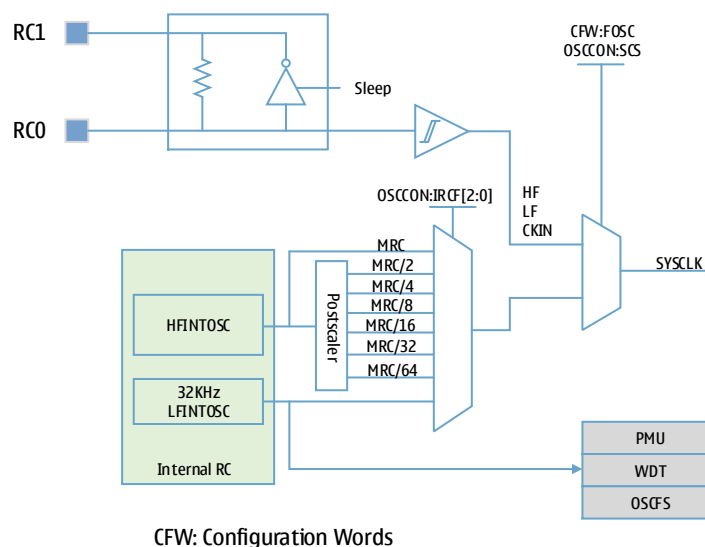 RC1
RC0
Sleep
CFW:FOSC
OSCCON:SCS
OSCCON:IRCF[2:0]
HF
LF
CKIN
MRC
MRC/2
MRC/4
MRC/8
MRC/16
MRC/32
MRC/64
Postscaler
HFINTOSC
32KHz
LFINTOSC
Internal RC
SYSCLK
PMU
WDT
OSCFS
CFW: Configuration Words